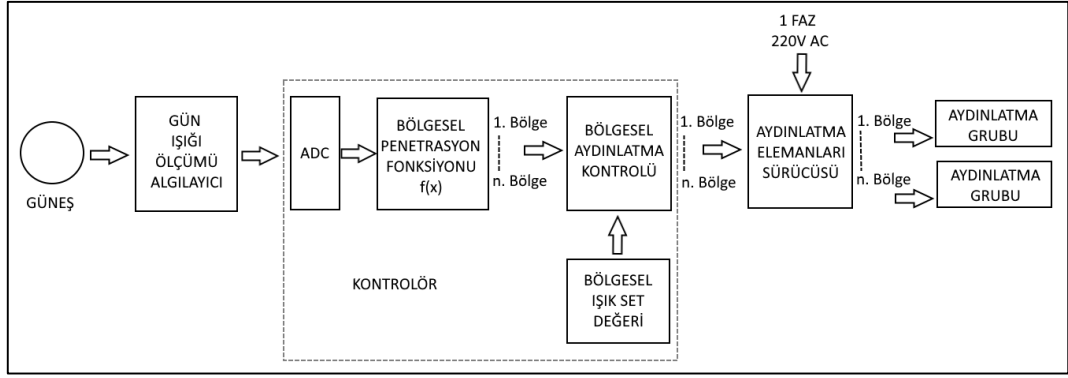 1 FAZ
220V AC
GÜNEŞ
GÜN
IŞIĞI
ÖLÇÜMÜ
ALGILAYICI
ADC
BÖLGESEL
PENETRASYON
FONKSİYONU
f(x)
1. Bölge
n. Bölge
BÖLGESEL
AYDINLATMA
KONTROLÜ
1. Bölge
n. Bölge
AYDINLATMA
ELEMANLARI
SÜRÜCÜSÜ
1. Bölge
n. Bölge
AYDINLATMA
GRUBU
AYDINLATMA
GRUBU
KONTROLÖR
BÖLGESEL
IŞIK SET
DEĞERİ